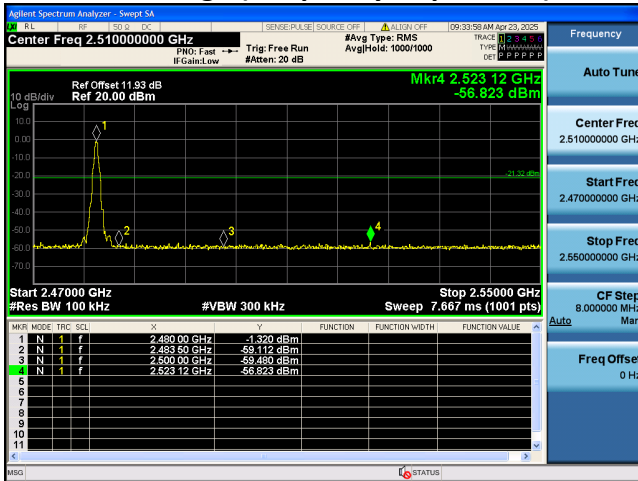 Agilent Spectrum Analyzer - Swept SA
RL RF 50 Ω DC SENSE:PULSE SOURCE OFF ALIGN OFF 09:33:58 AM Apr 23, 2025
Center Freq 2.510000000 GHz #Avg Type: RMS TRACE 1 2 3 4 5 6
PNO: Fast Trig: Free Run Avg|Hold: 1000/1000 TYPE M
IFGain:Low #Atten: 20 dB DET P P P P P P
Mkr4 2.523 12 GHz
-56.823 dBm
Ref Offset 11.93 dB
10 dB/div Ref 20.00 dBm
Log
10.0
0.00
-10.0
-20.0
-30.0
-40.0
-50.0
-60.0
-70.0
1
2
3
4
-21.32 dBm
Start 2.47000 GHz Stop 2.55000 GHz
#Res BW 100 kHz #VBW 300 kHz Sweep 7.667 ms (1001 pts)
MKR MODE TRC SCL X Y FUNCTION FUNCTION WIDTH FUNCTION VALUE
1 N 1 f 2.480 00 GHz -1.320 dBm
2 N 1 f 2.483 50 GHz -59.112 dBm
3 N 1 f 2.500 00 GHz -59.480 dBm
4 N 1 f 2.523 12 GHz -56.823 dBm
5
6
7
8
9
10
11
MSG STATUS
Frequency
Auto Tune
Center Freq
2.510000000 GHz
Start Freq
2.470000000 GHz
Stop Freq
2.550000000 GHz
CF Step
8.000000 MHz
Auto Man
Freq Offset
0 Hz